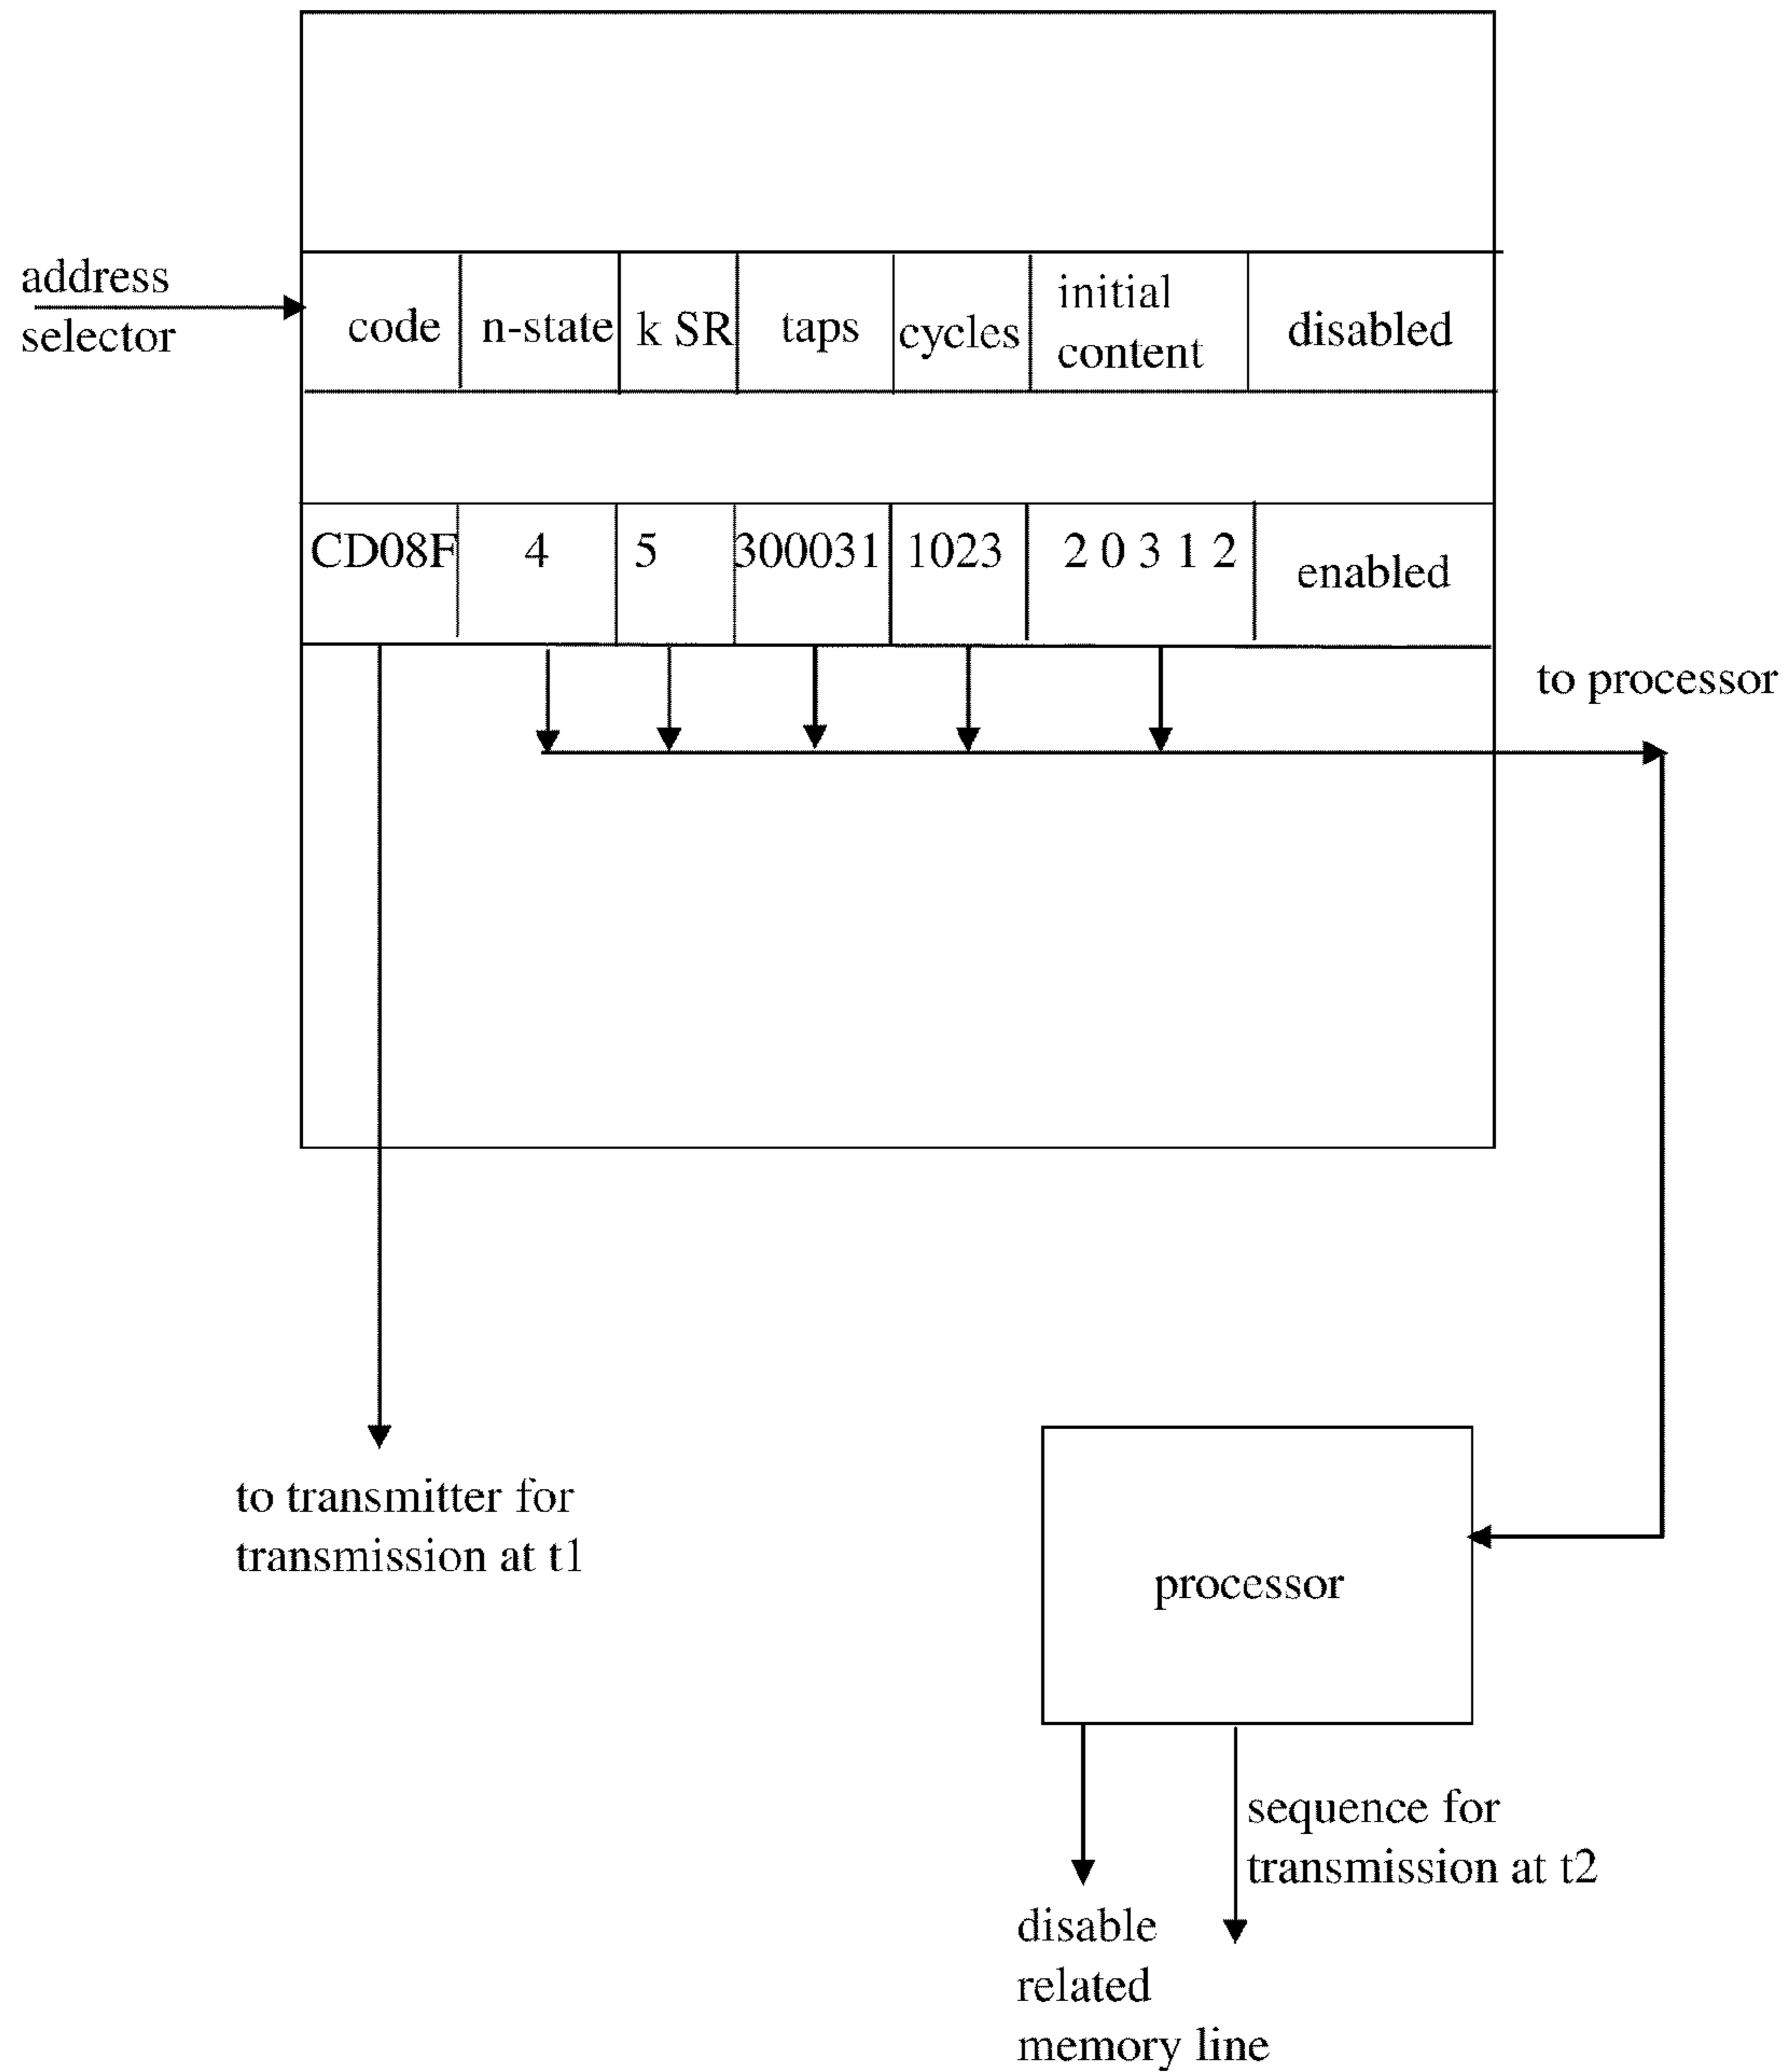 address
selector
code n-state k SR taps cycles initial content disabled
CD08F 4 5 300031 1023 2 0 3 1 2 enabled
to processor
to transmitter for
transmission at t1
processor
sequence for
transmission at t2
disable
related
memory line